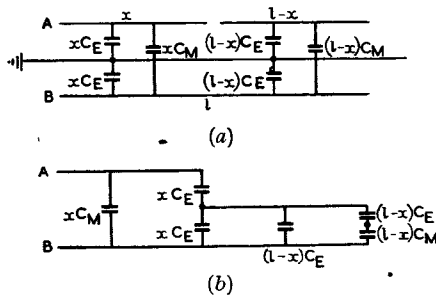 x l-x
A
xC_E xC_M (l-x)C_E (l-x)C_M
xC_E (l-x)C_E
B l
(a)
A
xC_E
xC_M (l-x)C_E
xC_E (l-x)C_M
B
(l-x)C_E
(b)